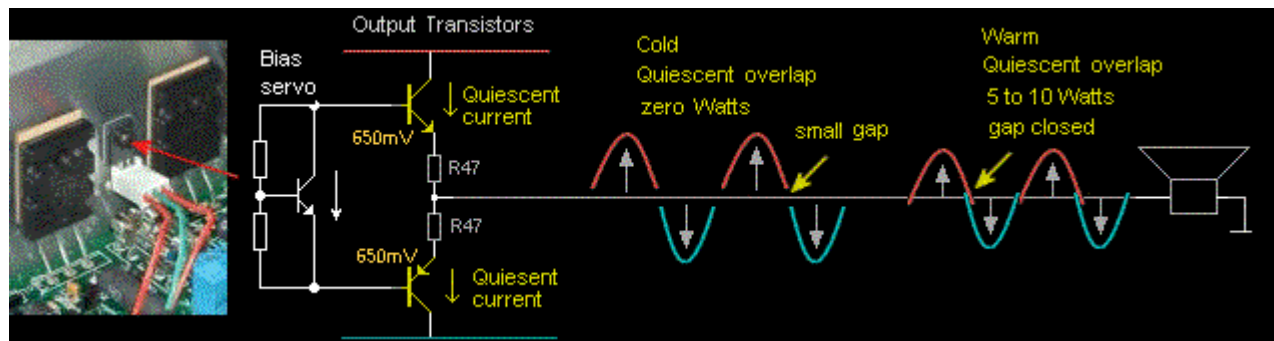 Output Transistors
Bias
servo
Quiescent
current
650mV
R47
R47
650mV
Quiesent
current
Cold
Quiescent overlap
zero Watts
small gap
Warm
Quiescent overlap
5 to 10 Watts
gap closed